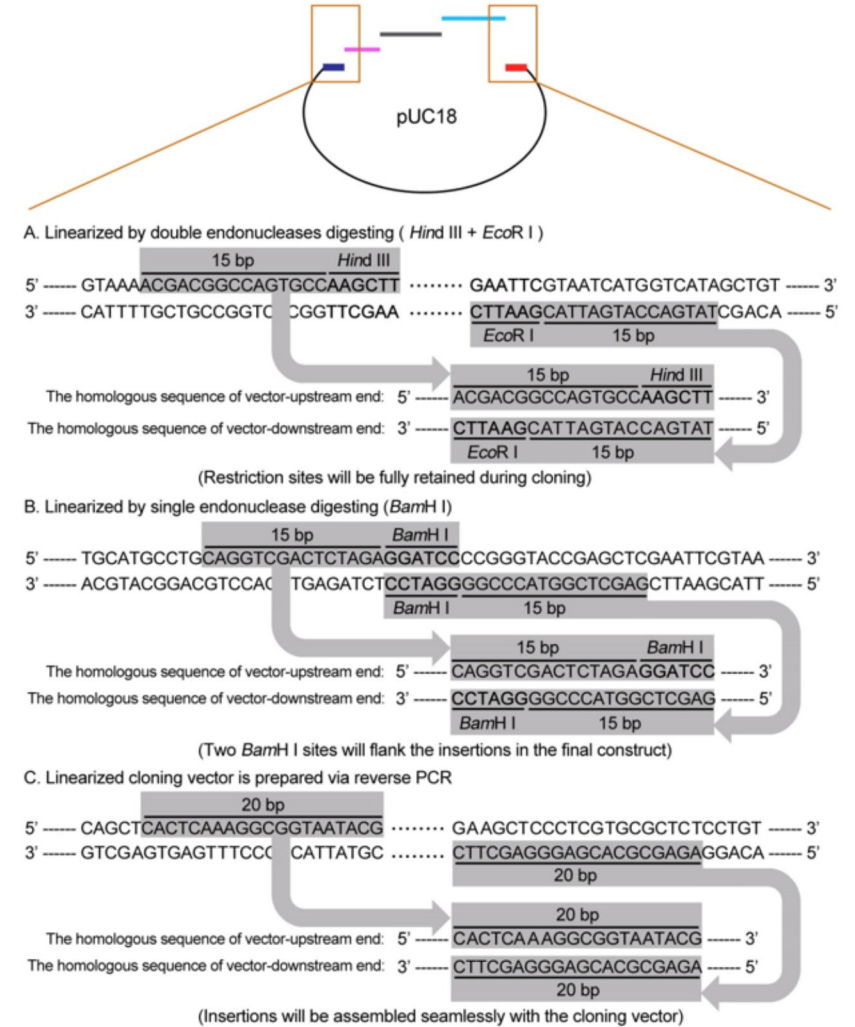 pUC18
A. Linearized by double endonucleases digesting ( Hind III + EcoR I )
15 bp Hind III
5' ------ GTAAAACGACGGCCAGTGCCAAGCTT ········ GAATTCGTAATCATGGTCATAGCTGT ------ 3'
3' ------ CATTTTGCTGCCGGTC CGGTTCGAA ········ CTTAAGCATTAGTACCAGTATCGACA ------ 5'
EcoR I 15 bp
15 bp Hind III
The homologous sequence of vector-upstream end: 5' ------ ACGACGGCCAGTGCCAAGCTT ------ 3'
The homologous sequence of vector-downstream end: 3' ------ CTTAAGCATTAGTACCAGTAT ------ 5'
EcoR I 15 bp
(Restriction sites will be fully retained during cloning)
B. Linearized by single endonuclease digesting (BamH I)
15 bp BamH I
5' ------ TGCATGCCTGCAGGTCGACTCTAGAGGATCCCCGGGTACCGAGCTCGAATTCGTAA ------ 3'
3' ------ ACGTACGGACGTCCAC TGAGATCTCCTAGGGGCCCATGGCTCGAGCTTAAGCATT ------ 5'
BamH I 15 bp
15 bp BamH I
The homologous sequence of vector-upstream end: 5' ------ CAGGTCGACTCTAGAGGATCC ------ 3'
The homologous sequence of vector-downstream end: 3' ------ CCTAGGGGCCCATGGCTCGAG ------ 5'
BamH I 15 bp
(Two BamH I sites will flank the insertions in the final construct)
C. Linearized cloning vector is prepared via reverse PCR
20 bp
5' ------ CAGCTCACTCAAAGGCGGTAATACG ········ GAAGCTCCCTCGTGCGCTCTCCTGT ------ 3'
3' ------ GTCGAGTGAGTTTCCC CATTATGC ········ CTTCGAGGGAGCACGCGAGAGGACA ------ 5'
20 bp
20 bp
The homologous sequence of vector-upstream end: 5' ------ CACTCAAAGGCGGTAATACG ------ 3'
The homologous sequence of vector-downstream end: 3' ------ CTTCGAGGGAGCACGCGAGA ------ 5'
20 bp
(Insertions will be assembled seamlessly with the cloning vector)